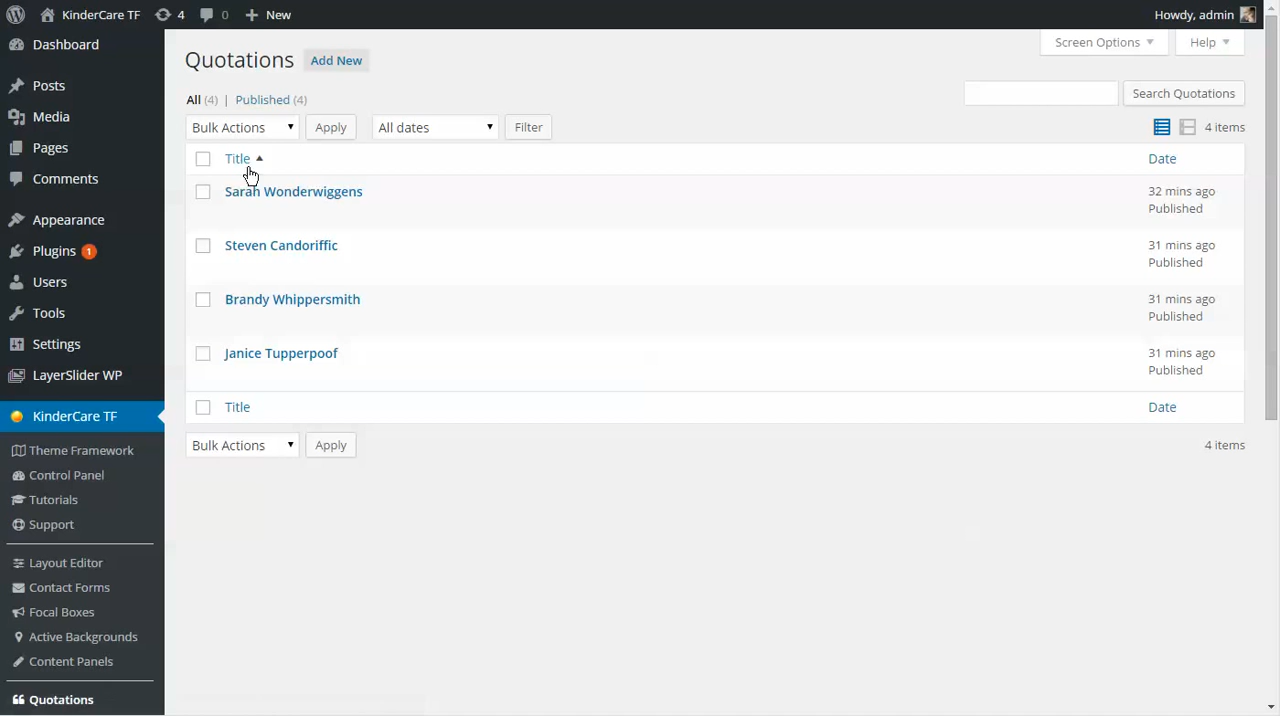 KinderCare TF 4 0 New Howdy, admin
Dashboard
Posts
Media
Pages
Comments
Appearance
Plugins 1
Users
Tools
Settings
LayerSlider WP
KinderCare TF
Theme Framework
Control Panel
Tutorials
Support
Layout Editor
Contact Forms
Focal Boxes
Active Backgrounds
Content Panels
Quotations
Screen Options Help
Quotations Add New
All (4) | Published (4)
Search Quotations
Bulk Actions Apply All dates Filter 4 items
Title Date
Sarah Wonderwiggens 32 mins ago
Published
Steven Candoriffic 31 mins ago
Published
Brandy Whippersmith 31 mins ago
Published
Janice Tupperpoof 31 mins ago
Published
Title Date
Bulk Actions Apply 4 items